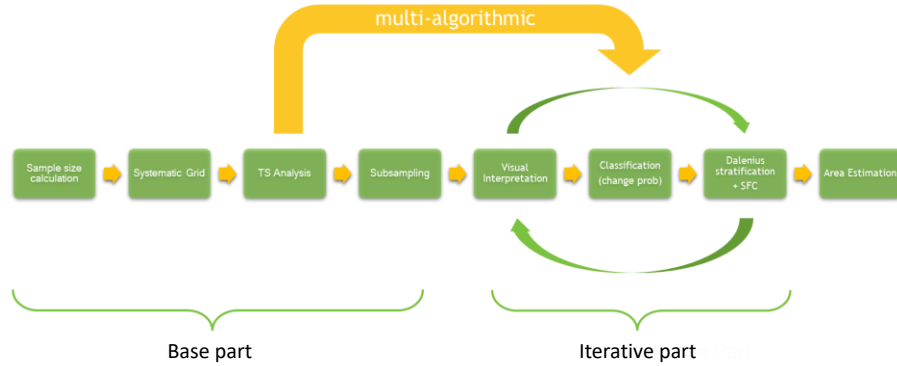 multi-algorithmic
Sample size
calculation
Systematic Grid
TS Analysis
Subsampling
Visual
Interpretation
Classification
(change prob)
Dalenius
stratification
+ SFC
Area Estimation
Base part
Iterative part